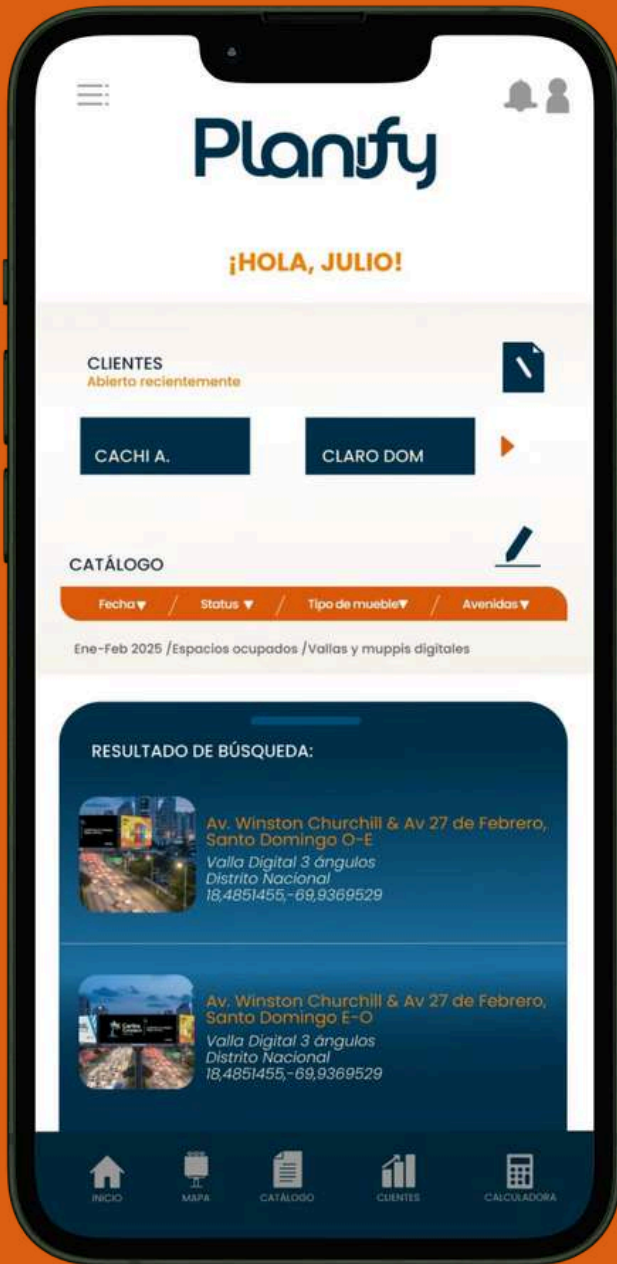 Planify
¡HOLA, JULIO!
CLIENTES
Abierto recientemente
CACHI A.
CLARO DOM
CATÁLOGO
Fecha▼ / Status ▼ / Tipo de mueble▼ / Avenidas▼
Ene-Feb 2025 /Espacios ocupados /Vallas y muppis digitales
RESULTADO DE BÚSQUEDA:
Av. Winston Churchill & Av 27 de Febrero,
Santo Domingo O-E
Valla Digital 3 ángulos
Distrito Nacional
18,4851455,-69,9369529
Av. Winston Churchill & Av 27 de Febrero,
Santo Domingo E-O
Valla Digital 3 ángulos
Distrito Nacional
18,4851455,-69,9369529
INICIO
MAPA
CATÁLOGO
CLIENTES
CALCULADORA